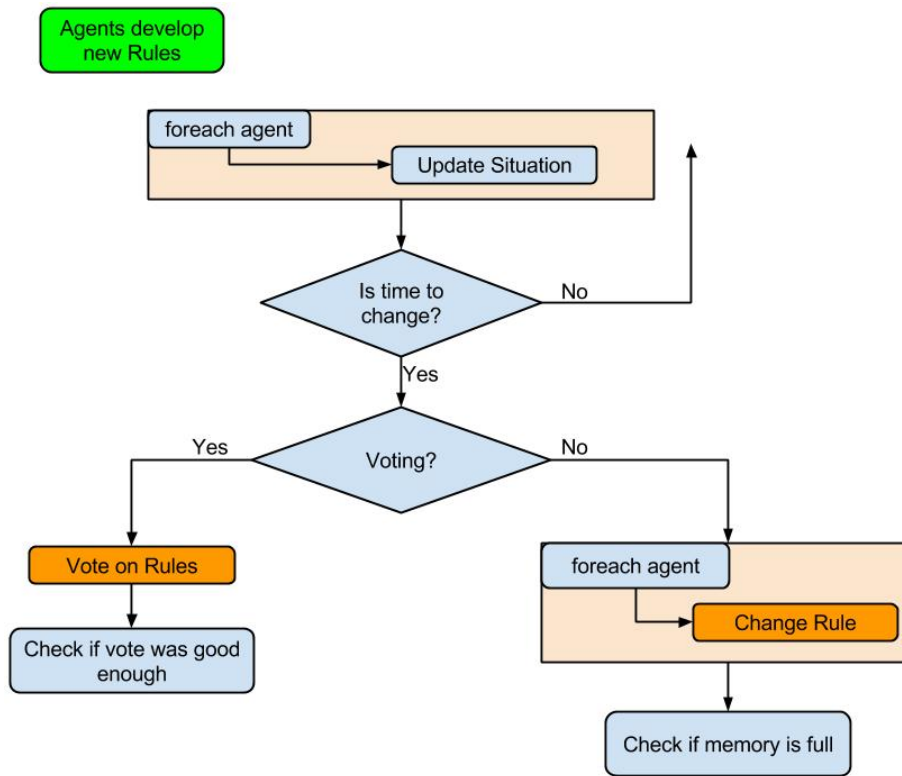 Agents develop
new Rules
foreach agent
Update Situation
Is time to
change?
No
Yes
Voting?
Yes
No
Vote on Rules
Check if vote was good
enough
foreach agent
Change Rule
Check if memory is full